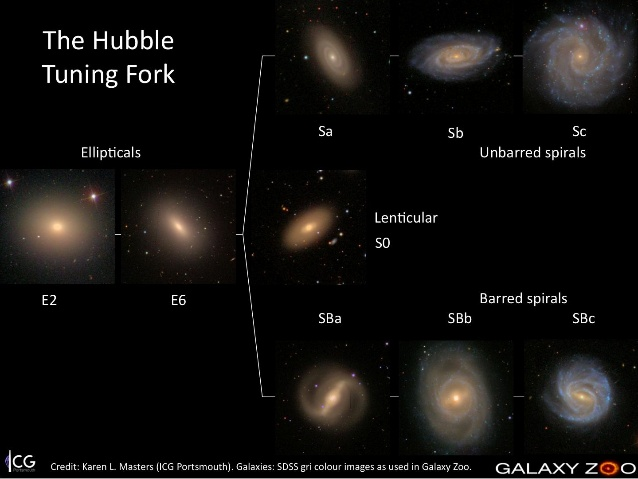 The Hubble
Tuning Fork
Sa
Sb
Sc
Ellipticals
Unbarred spirals
Lenticular
S0
E2
E6
Barred spirals
SBa
SBb
SBc
ICG
Portsmouth
Credit: Karen L. Masters (ICG Portsmouth). Galaxies: SDSS gri colour images as used in Galaxy Zoo.
GALAXY ZOO